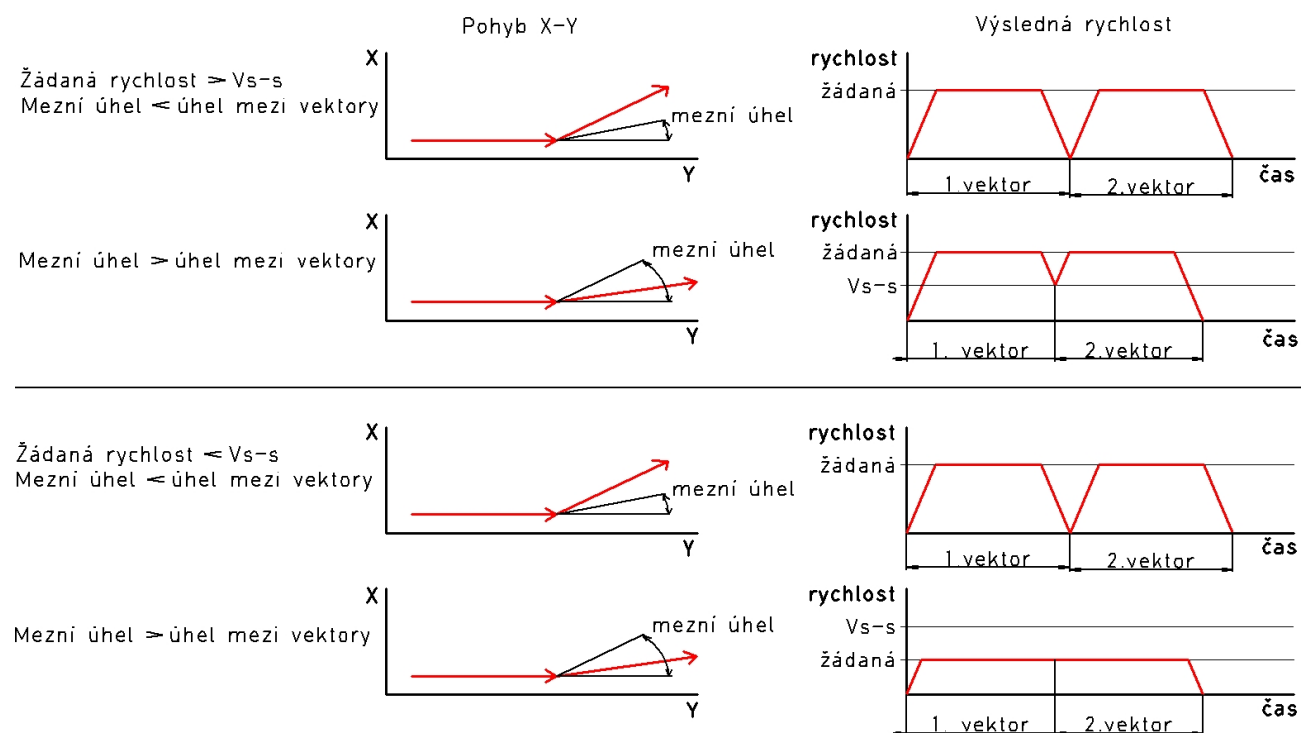 Pohyb X-Y
Výsledná rychlost
Žádaná rychlost > Vs-s
Mezní úhel < úhel mezi vektory
X
mezní úhel
Y
rychlost
žádaná
čas
1.vektor
2.vektor
Mezní úhel > úhel mezi vektory
X
mezní úhel
Y
rychlost
žádaná
Vs-s
čas
1. vektor
2.vektor
Žádaná rychlost < Vs-s
Mezní úhel < úhel mezi vektory
X
mezní úhel
Y
rychlost
žádaná
čas
1.vektor
2.vektor
Mezní úhel > úhel mezi vektory
X
mezní úhel
Y
rychlost
Vs-s
žádaná
čas
1. vektor
2.vektor